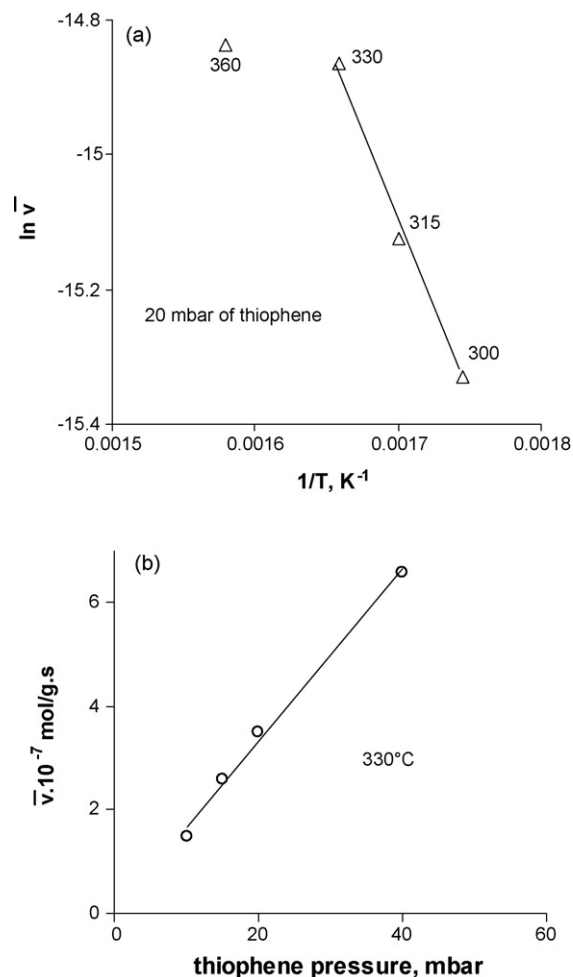 (a)
-14.8
-15
-15.2
-15.4
ln v̅
360
330
315
300
20 mbar of thiophene
0.0015
0.0016
0.0017
0.0018
1/T, K⁻¹
(b)
6
4
2
0
v̅.10⁻⁷ mol/g.s
330°C
0
20
40
60
thiophene pressure, mbar